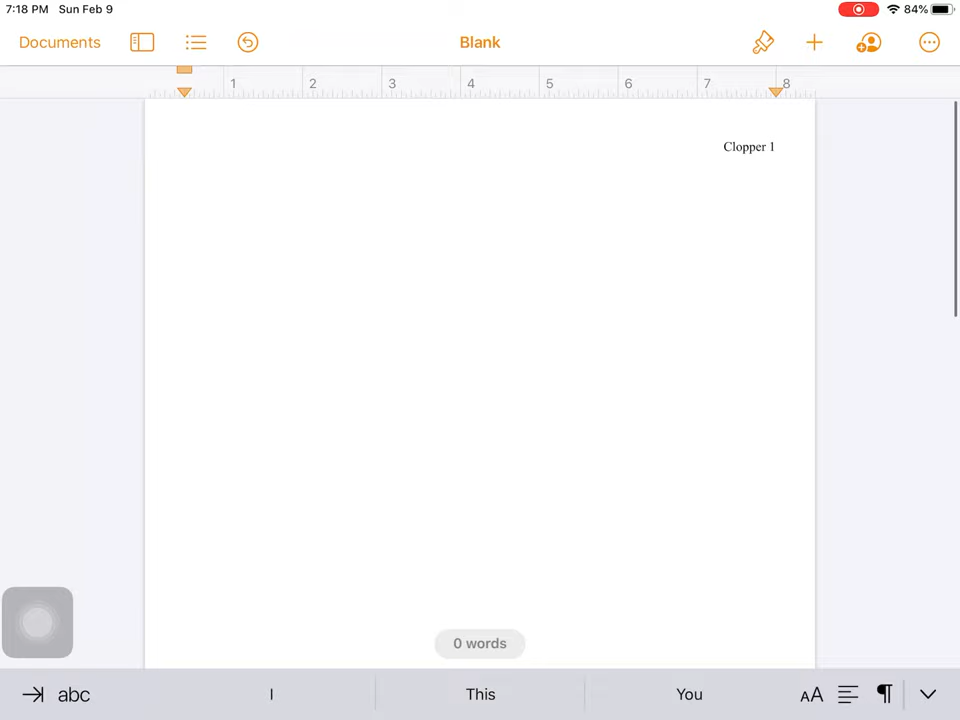 7:18 PM Sun Feb 9 84%
Documents Blank
1 2 3 4 5 6 7 8
Clopper 1
0 words
abc I This You AA